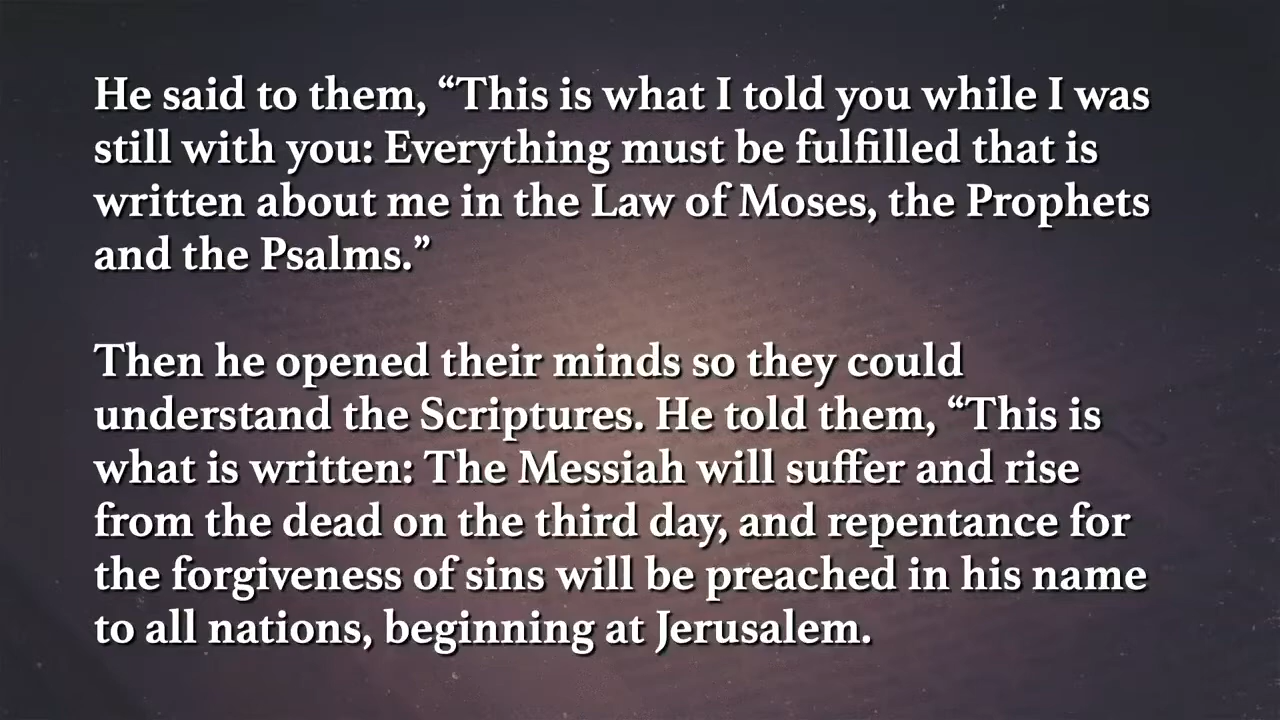 He said to them, “This is what I told you while I was
still with you: Everything must be fulfilled that is
written about me in the Law of Moses, the Prophets
and the Psalms.”
Then he opened their minds so they could
understand the Scriptures. He told them, “This is
what is written: The Messiah will suffer and rise
from the dead on the third day, and repentance for
the forgiveness of sins will be preached in his name
to all nations, beginning at Jerusalem.